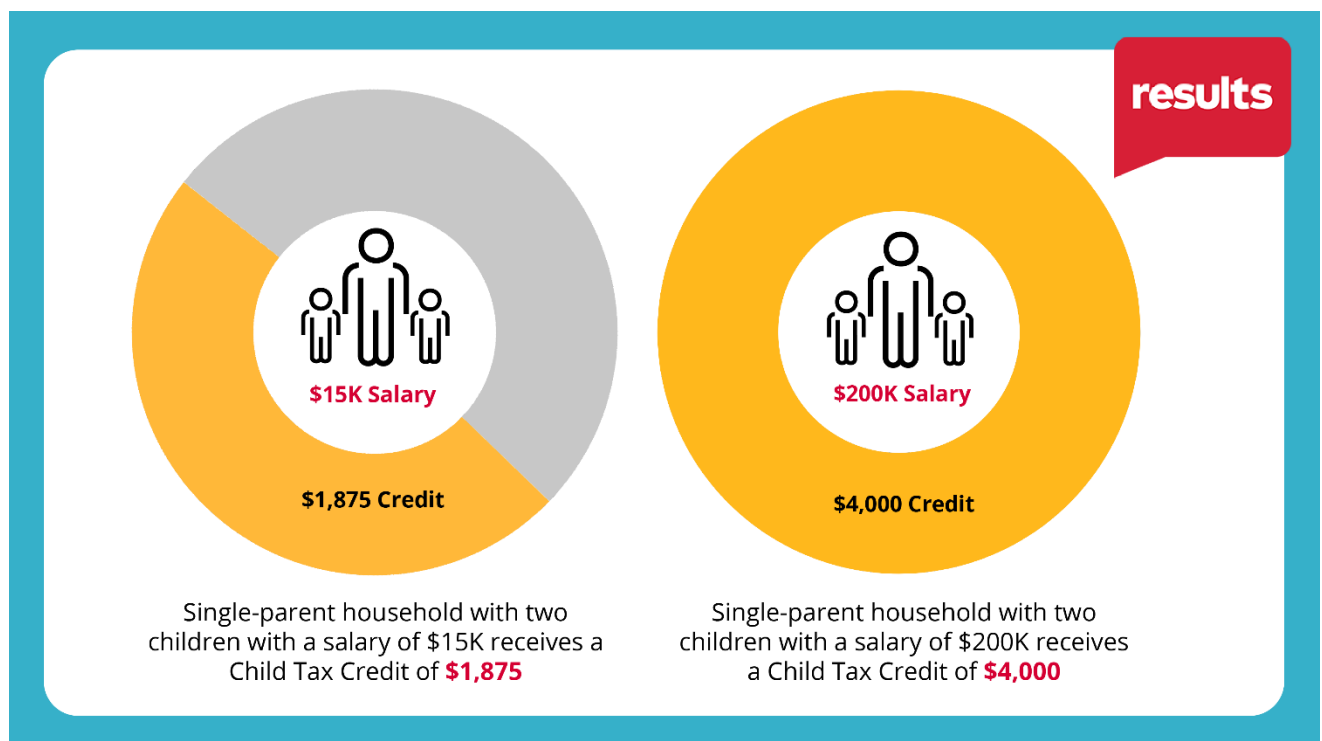 results
$15K Salary
$1,875 Credit
Single-parent household with two
children with a salary of $15K receives a
Child Tax Credit of $1,875
$200K Salary
$4,000 Credit
Single-parent household with two
children with a salary of $200K receives
a Child Tax Credit of $4,000